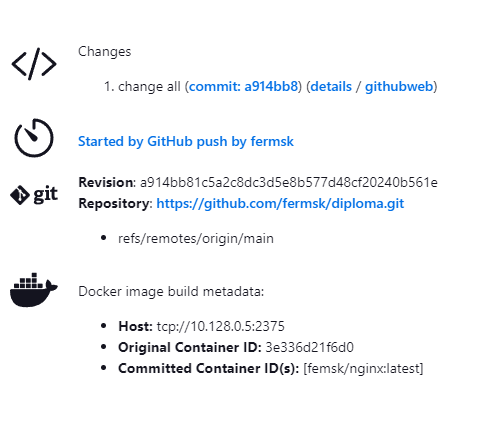 Changes
1. change all (commit: a914bb8) (details / githubweb)
Started by GitHub push by fermsk
git
Revision: a914bb81c5a2c8dc3d5e8b577d48cf20240b561e
Repository: https://github.com/fermsk/diploma.git
refs/remotes/origin/main
Docker image build metadata:
Host: tcp://10.128.0.5:2375
Original Container ID: 3e336d21f6d0
Committed Container ID(s): [femsk/nginx:latest]